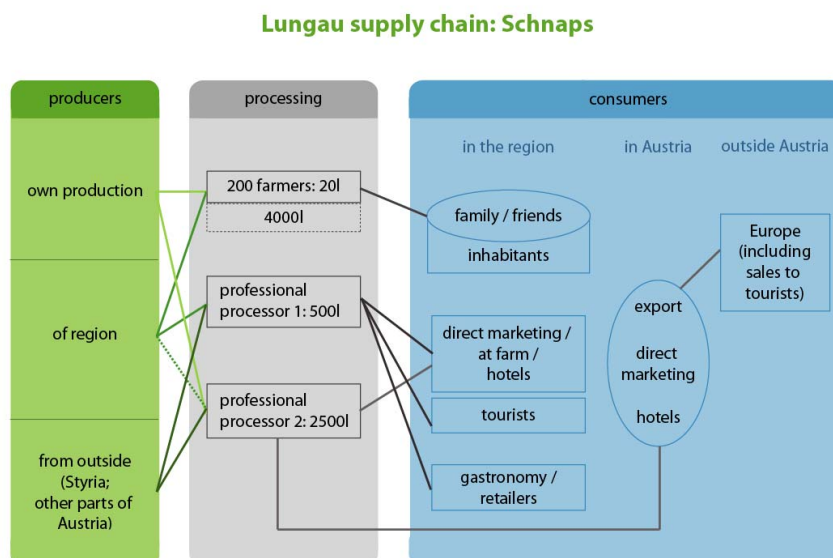 Lungau supply chain: Schnaps
producers
processing
consumers
in the region
in Austria
outside Austria
own production
of region
from outside
(Styria;
other parts of
Austria)
200 farmers: 20l
4000l
professional
processor 1: 500l
professional
processor 2: 2500l
family / friends
inhabitants
direct marketing /
at farm /
hotels
tourists
gastronomy /
retailers
export
direct
marketing
hotels
Europe
(including
sales to
tourists)